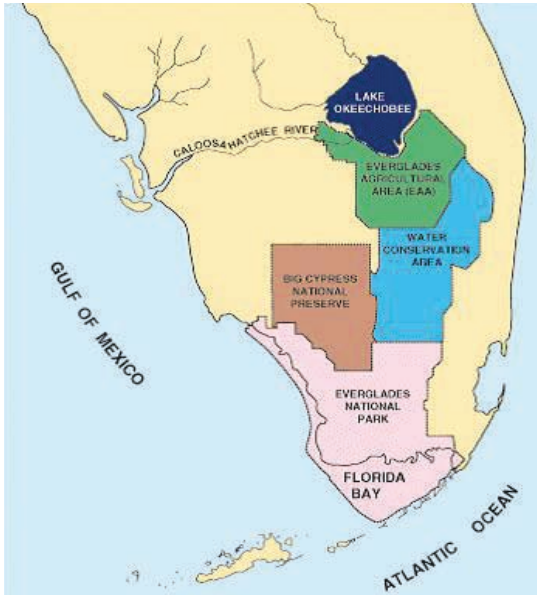 LAKE
OKEECHOBEE
CALOOSAHATCHEE RIVER
EVERGLADES
AGRICULTURAL
AREA (EAA)
WATER
CONSERVATION
AREA
BIG CYPRESS
NATIONAL
PRESERVE
GULF OF MEXICO
EVERGLADES
NATIONAL
PARK
FLORIDA
BAY
ATLANTIC OCEAN